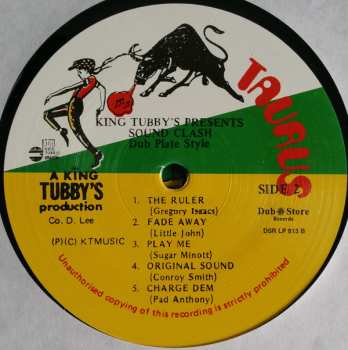 KING TUBBY'S PRESENTS
SOUND CLASH
Dub Plate Style
TAURUS
A KING
TUBBY'S
production
Co. D. Lee
(P)(C) KTMUSIC
SIDE 2
Dub Store
Records
DSR LP 513 B
1. THE RULER
(Gregory Isaacs)
2. FADE AWAY
(Little John)
3. PLAY ME
(Sugar Minott)
4. ORIGINAL SOUND
(Conroy Smith)
5. CHARGE DEM
(Pad Anthony)
Unauthorised copying of this recording is strictly prohibited